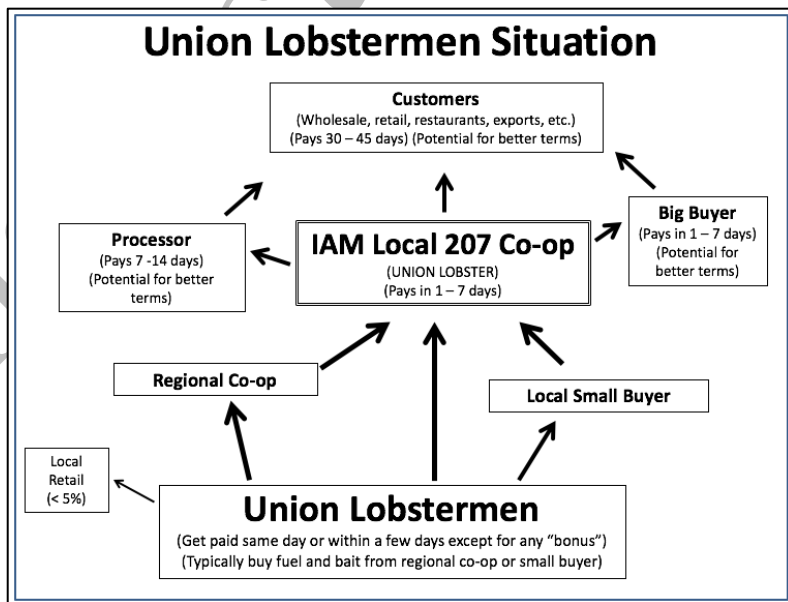 Union Lobstermen Situation
Customers
(Wholesale, retail, restaurants, exports, etc.)
(Pays 30 – 45 days) (Potential for better terms)
Processor
(Pays 7 -14 days)
(Potential for better
terms)
IAM Local 207 Co-op
(UNION LOBSTER)
(Pays in 1 – 7 days)
Big Buyer
(Pays in 1 – 7 days)
(Potential for
better terms)
Regional Co-op
Local Small Buyer
Local
Retail
(< 5%)
Union Lobstermen
(Get paid same day or within a few days except for any “bonus”)
(Typically buy fuel and bait from regional co-op or small buyer)